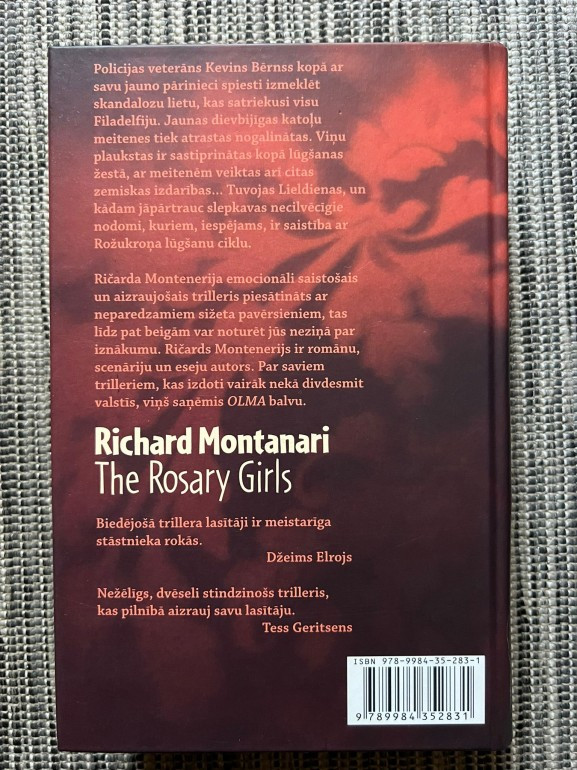 Policijas veterāns Kevins Bērnss kopā ar
savu jauno pārinieci spiesti izmeklēt
skandalozu lietu, kas satriekusi visu
Filadelfiju. Jaunas dievbijīgas katoļu
meitenes tiek atrastas nogalinātas. Viņu
plaukstas ir sastiprinātas kopā lūgšanas
žestā, ar meitenēm veiktas arī citas
zemiskas izdarības... Tuvojas Lieldienas, un
kādam jāpārtrauc slepkavas necilvēcīgie
nodomi, kuriem, iespējams, ir saistība ar
Rožukroņa lūgšanu ciklu.
Ričarda Montenerija emocionāli saistošais
un aizraujošais trilleris piesātināts ar
neparedzamiem sižeta pavērsieniem, tas
līdz pat beigām var noturēt jūs neziņā par
iznākumu. Ričards Montenerijs ir romānu,
scenāriju un eseju autors. Par saviem
trilleriem, kas izdoti vairāk nekā divdesmit
valstīs, viņš saņēmis OLMA balvu.
Richard Montanari
The Rosary Girls
Biedējošā trillera lasītāji ir meistarīga
stāstnieka rokās.
Džeims Elrojs
Nežēlīgs, dvēseli stindzinošs trilleris,
kas pilnībā aizrauj savu lasītāju.
Tess Geritsens
ISBN 978-9984-35-283-1
9 789984 352831